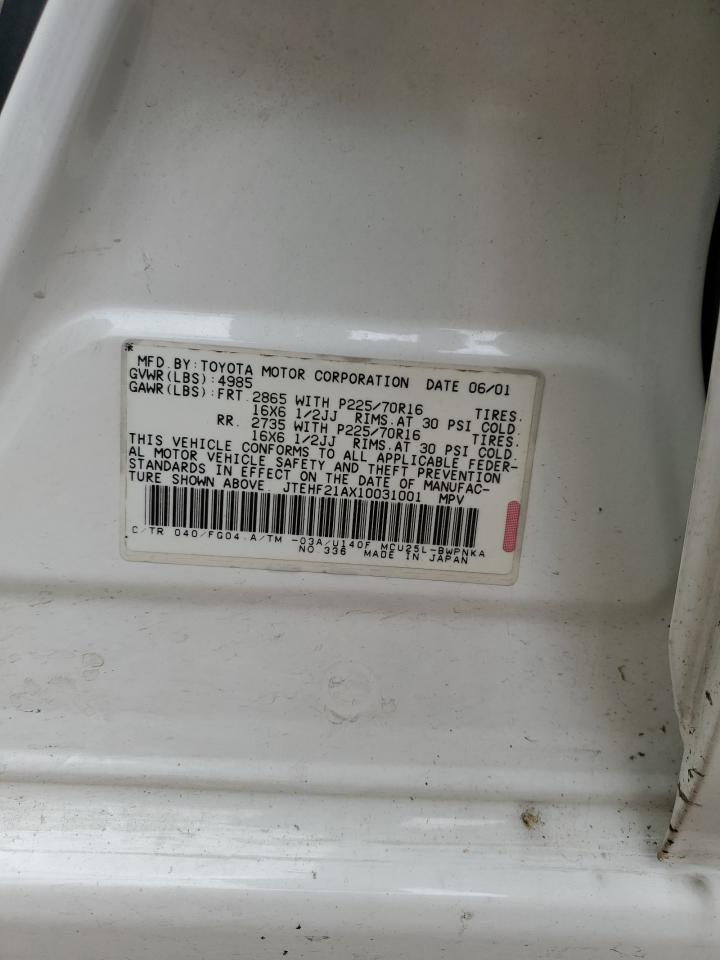 MFD.BY:TOYOTA MOTOR CORPORATION DATE 06/01
GVWR(LBS):4985
GAWR(LBS):FRT. 2865 WITH P225/70R16 TIRES.
16X6 1/2JJ RIMS.AT 30 PSI COLD.
RR. 2735 WITH P225/70R16 TIRES.
16X6 1/2JJ RIMS.AT 30 PSI COLD.
THIS VEHICLE CONFORMS TO ALL APPLICABLE FEDER-
AL MOTOR VEHICLE SAFETY AND THEFT PREVENTION
STANDARDS IN EFFECT ON THE DATE OF MANUFAC-
TURE SHOWN ABOVE. JTEHF21AX10031001 MPV
C/TR 040/FG04.A/TM -03A/U140F MCU25L-BWPNKA
NO 336 MADE IN JAPAN